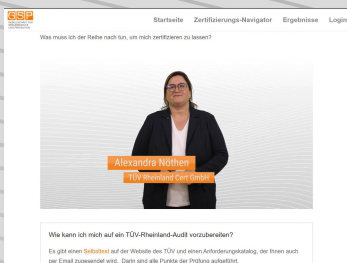 GSP
Startseite Zertifizierungs-Navigator Ergebnisse Login
Was muss ich der Reihe nach tun, um mich zertifizieren zu lassen?
Alexandra Nöthen
TÜV Rheinland Cert GmbH
Wie kann ich mich auf ein TÜV-Rheinland-Audit vorzubereiten?
Es gibt einen Selbsttest auf der Website des TÜV und einen Anforderungskatalog, der Ihnen auch
per Email zugesendet wird. Darin sind alle Punkte der Prüfung aufgeführt.